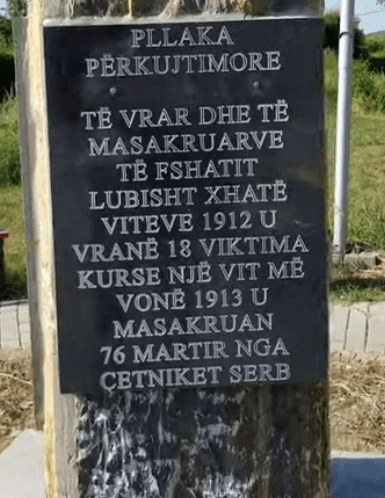 PLLAKA
PËRKUJTIMORE
TË VRAR DHE TË
MASAKRUARVE
TË FSHATIT
LUBISHT XHATË
VITEVE 1912 U
VRANË 18 VIKTIMA
KURSE NJË VIT MË
VONË 1913 U
MASAKRUAN
76 MARTIR NGA
ÇETNIKET SERB